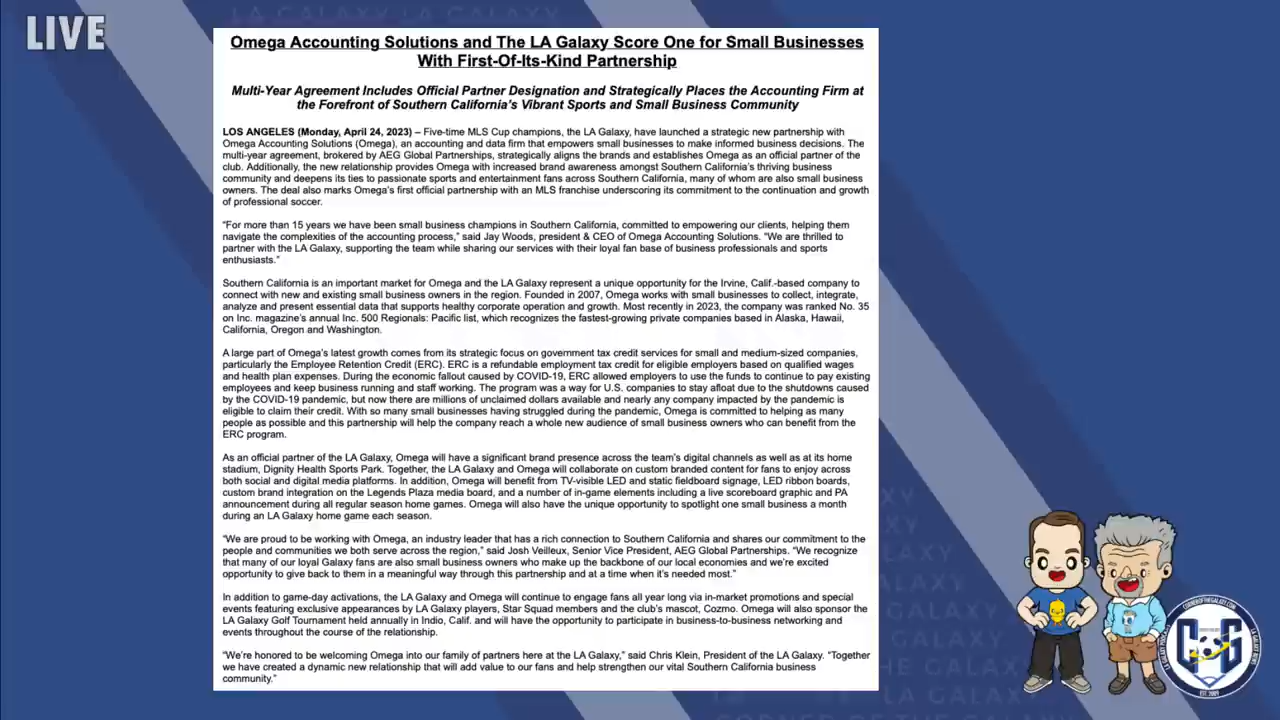 LA GALAXY LA GALAXY
LIVE
Omega Accounting Solutions and The LA Galaxy Score One for Small Businesses
With First-Of-Its-Kind Partnership
Multi-Year Agreement Includes Official Partner Designation and Strategically Places the Accounting Firm at
the Forefront of Southern California's Vibrant Sports and Small Business Community
LOS ANGELES (Monday, April 24, 2023) – Five-time MLS Cup champions, the LA Galaxy, have launched a strategic new partnership with
Omega Accounting Solutions (Omega), an accounting and data firm that empowers small businesses to make informed business decisions. The
multi-year agreement, brokered by AEG Global Partnerships, strategically aligns the brands and establishes Omega as an official partner of the
club. Additionally, the new relationship provides Omega with increased brand awareness amongst Southern California's thriving business
community and deepens its ties to passionate sports and entertainment fans across Southern California, many of whom are also small business
owners. The deal also marks Omega's first official partnership with an MLS franchise underscoring its commitment to the continuation and growth
of professional soccer.
"For more than 15 years we have been small business champions in Southern California, committed to empowering our clients, helping them
navigate the complexities of the accounting process," said Jay Woods, president & CEO of Omega Accounting Solutions. "We are thrilled to
partner with the LA Galaxy, supporting the team while sharing our services with their loyal fan base of business professionals and sports
enthusiasts."
Southern California is an important market for Omega and the LA Galaxy represent a unique opportunity for the Irvine, Calif.-based company to
connect with new and existing small business owners in the region. Founded in 2007, Omega works with small businesses to collect, integrate,
analyze and present essential data that supports healthy corporate operation and growth. Most recently in 2023, the company was ranked No. 35
on Inc. magazine's annual Inc. 500 Regionals: Pacific list, which recognizes the fastest-growing private companies based in Alaska, Hawaii,
California, Oregon and Washington.
A large part of Omega's latest growth comes from its strategic focus on government tax credit services for small and medium-sized companies,
particularly the Employee Retention Credit (ERC). ERC is a refundable employment tax credit for eligible employers based on qualified wages
and health plan expenses. During the economic fallout caused by COVID-19, ERC allowed employers to use the funds to continue to pay existing
employees and keep business running and staff working. The program was a way for U.S. companies to stay afloat due to the shutdowns caused
by the COVID-19 pandemic, but now there are millions of unclaimed dollars available and nearly any company impacted by the pandemic is
eligible to claim their credit. With so many small businesses having struggled during the pandemic, Omega is committed to helping as many
people as possible and this partnership will help the company reach a whole new audience of small business owners who can benefit from the
ERC program.
As an official partner of the LA Galaxy, Omega will have a significant brand presence across the team's digital channels as well as at its home
stadium, Dignity Health Sports Park. Together, the LA Galaxy and Omega will collaborate on custom branded content for fans to enjoy across
both social and digital media platforms. In addition, Omega will benefit from TV-visible LED and static fieldboard signage, LED ribbon boards,
custom brand integration on the Legends Plaza media board, and a number of in-game elements including a live scoreboard graphic and PA
announcement during all regular season home games. Omega will also have the unique opportunity to spotlight one small business a month
during an LA Galaxy home game each season.
"We are proud to be working with Omega, an industry leader that has a rich connection to Southern California and shares our commitment to the
people and communities we both serve across the region," said Josh Veilleux, Senior Vice President, AEG Global Partnerships. "We recognize
that many of our loyal Galaxy fans are also small business owners who make up the backbone of our local economies and we're excited
opportunity to give back to them in a meaningful way through this partnership and at a time when it's needed most."
In addition to game-day activations, the LA Galaxy and Omega will continue to engage fans all year long via in-market promotions and special
events featuring exclusive appearances by LA Galaxy players, Star Squad members and the club's mascot, Cozmo. Omega will also sponsor the
LA Galaxy Golf Tournament held annually in Indio, Calif. and will have the opportunity to participate in business-to-business networking and
events throughout the course of the relationship.
"We're honored to be welcoming Omega into our family of partners here at the LA Galaxy," said Chris Klein, President of the LA Galaxy. "Together
we have created a dynamic new relationship that will add value to our fans and help strengthen our vital Southern California business
community."
CORNEROFTHEGALAXY.COM
EST. 2009